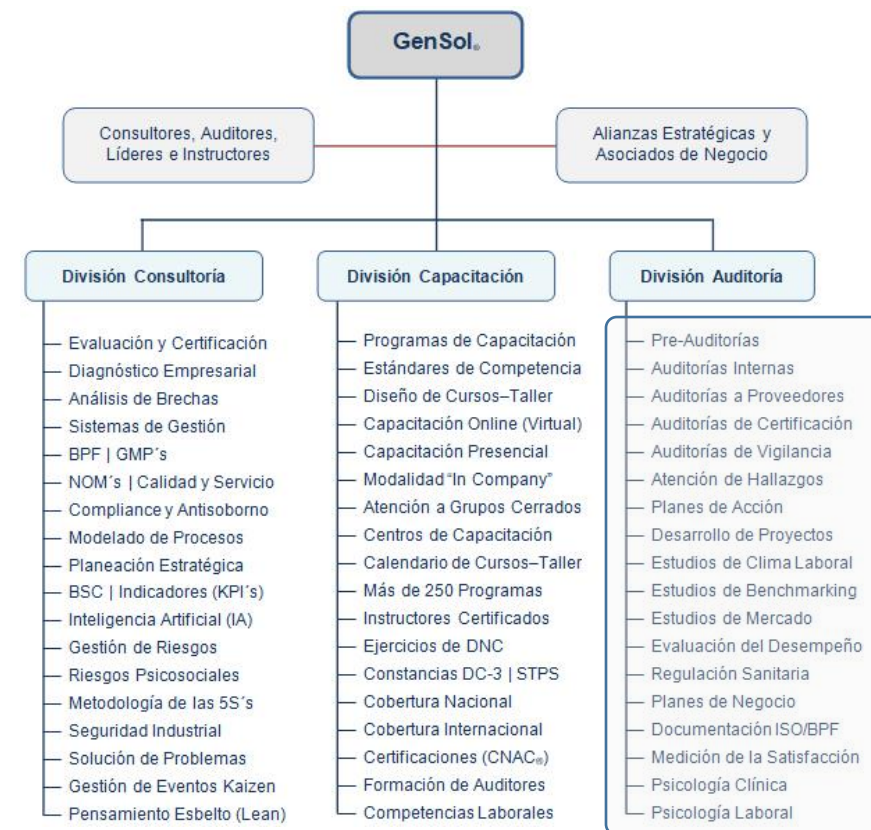 GenSol®
Consultores, Auditores,
Líderes e Instructores
Alianzas Estratégicas y
Asociados de Negocio
División Consultoría
Evaluación y Certificación
Diagnóstico Empresarial
Análisis de Brechas
Sistemas de Gestión
BPF | GMP´s
NOM´s | Calidad y Servicio
Compliance y Antisoborno
Modelado de Procesos
Planeación Estratégica
BSC | Indicadores (KPI´s)
Inteligencia Artificial (IA)
Gestión de Riesgos
Riesgos Psicosociales
Metodología de las 5S´s
Seguridad Industrial
Solución de Problemas
Gestión de Eventos Kaizen
Pensamiento Esbelto (Lean)
División Capacitación
Programas de Capacitación
Estándares de Competencia
Diseño de Cursos–Taller
Capacitación Online (Virtual)
Capacitación Presencial
Modalidad “In Company”
Atención a Grupos Cerrados
Centros de Capacitación
Calendario de Cursos–Taller
Más de 250 Programas
Instructores Certificados
Ejercicios de DNC
Constancias DC-3 | STPS
Cobertura Nacional
Cobertura Internacional
Certificaciones (CNAC®)
Formación de Auditores
Competencias Laborales
División Auditoría
Pre-Auditorías
Auditorías Internas
Auditorías a Proveedores
Auditorías de Certificación
Auditorías de Vigilancia
Atención de Hallazgos
Planes de Acción
Desarrollo de Proyectos
Estudios de Clima Laboral
Estudios de Benchmarking
Estudios de Mercado
Evaluación del Desempeño
Regulación Sanitaria
Planes de Negocio
Documentación ISO/BPF
Medición de la Satisfacción
Psicología Clínica
Psicología Laboral